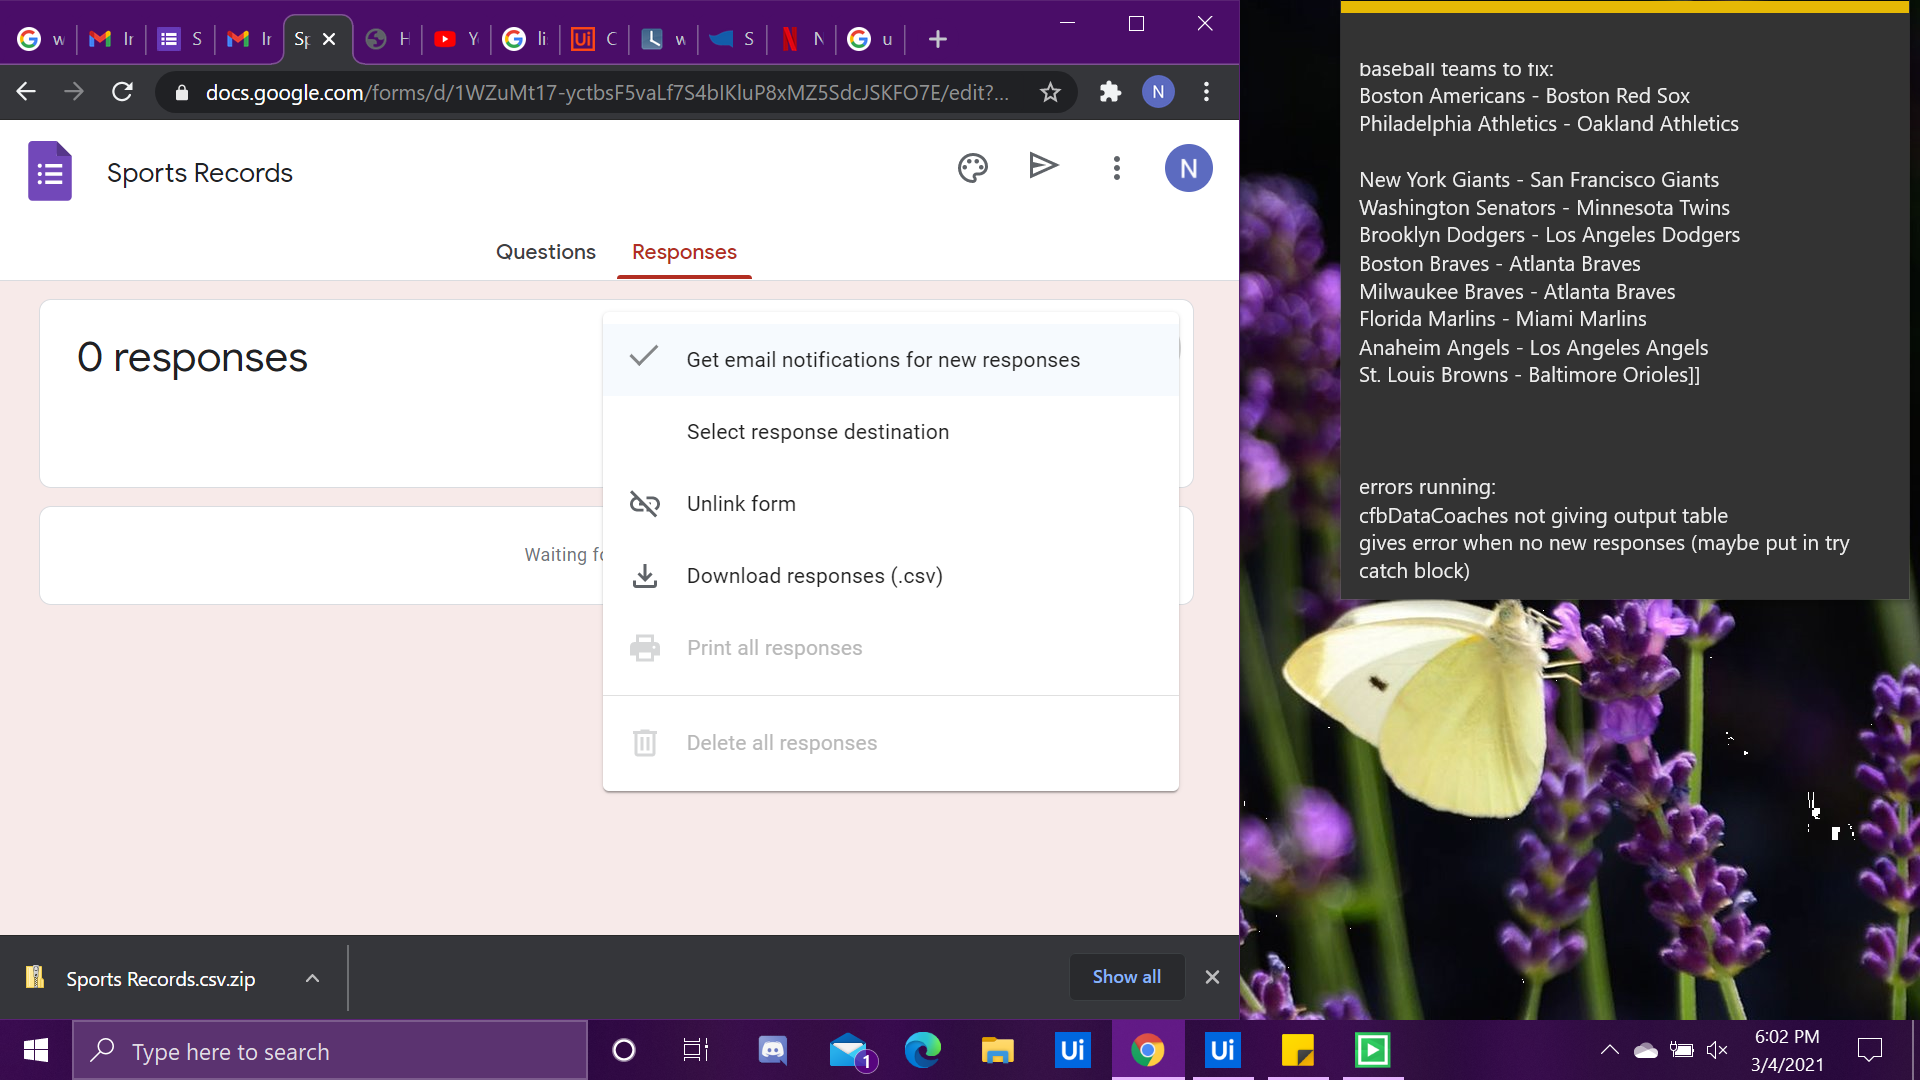 w
Ir
S
Ir
Sp
H
Y
li
C
w
S
N
u
docs.google.com/forms/d/1WZuMt17-yctbsF5vaLf7S4bIKluP8xMZ5SdcJSKFO7E/edit?...
N
Sports Records
N
Questions
Responses
0 responses
Get email notifications for new responses
Select response destination
Unlink form
Download responses (.csv)
Print all responses
Delete all responses
Waiting fo
Sports Records.csv.zip
Show all
baseball teams to fix:
Boston Americans - Boston Red Sox
Philadelphia Athletics - Oakland Athletics
New York Giants - San Francisco Giants
Washington Senators - Minnesota Twins
Brooklyn Dodgers - Los Angeles Dodgers
Boston Braves - Atlanta Braves
Milwaukee Braves - Atlanta Braves
Florida Marlins - Miami Marlins
Anaheim Angels - Los Angeles Angels
St. Louis Browns - Baltimore Orioles]]
errors running:
cfbDataCoaches not giving output table
gives error when no new responses (maybe put in try
catch block)
Type here to search
1
Ui
Ui
6:02 PM
3/4/2021